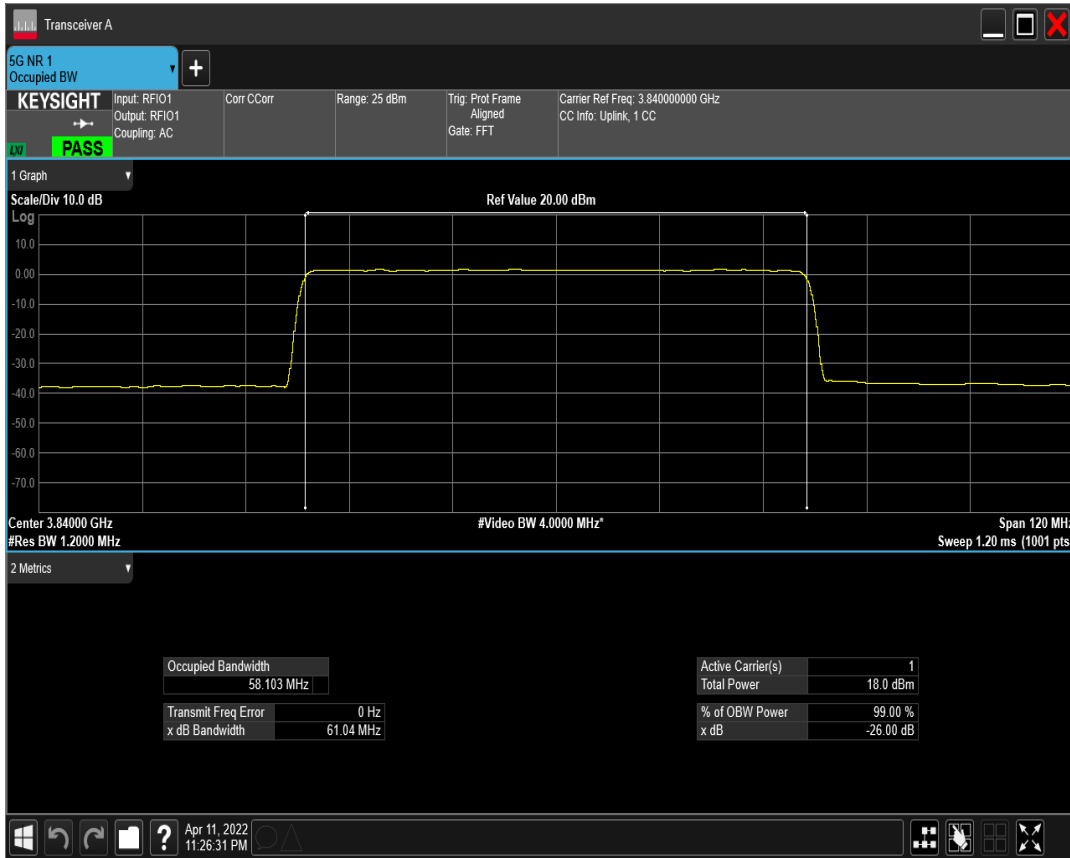 Transceiver A
5G NR 1
Occupied BW
+
KEYSIGHT
LXI
PASS
Input: RFIO1
Output: RFIO1
Coupling: AC
Corr CCorr
Range: 25 dBm
Trig: Prot Frame
Aligned
Gate: FFT
Carrier Ref Freq: 3.840000000 GHz
CC Info: Uplink, 1 CC
1 Graph
Scale/Div 10.0 dB
Ref Value 20.00 dBm
Log
10.0
0.00
-10.0
-20.0
-30.0
-40.0
-50.0
-60.0
-70.0
Center 3.84000 GHz
#Video BW 4.0000 MHz*
Span 120 MHz
#Res BW 1.2000 MHz
Sweep 1.20 ms (1001 pts
2 Metrics
Occupied Bandwidth
58.103 MHz
Transmit Freq Error 0 Hz
x dB Bandwidth 61.04 MHz
Active Carrier(s) 1
Total Power 18.0 dBm
% of OBW Power 99.00 %
x dB -26.00 dB
?
Apr 11, 2022
11:26:31 PM